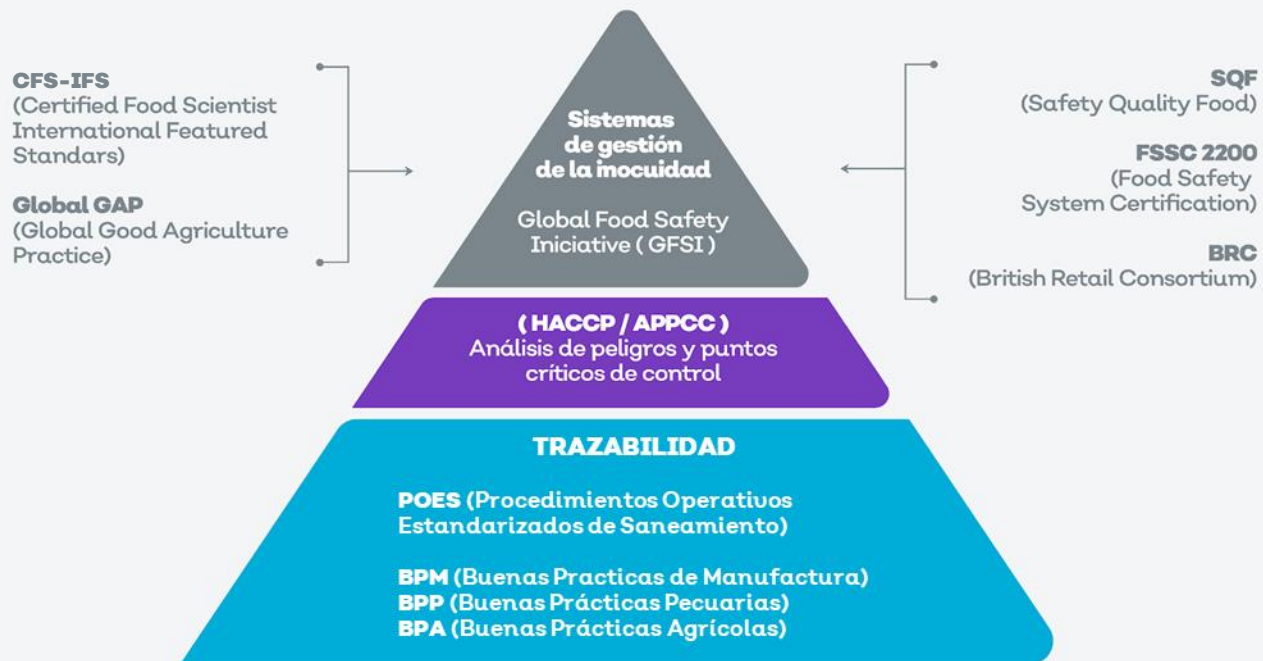 CFS-IFS
(Certified Food Scientist
International Featured
Standars)
Global GAP
(Global Good Agriculture
Practice)
Sistemas
de gestión
de la inocuidad
Global Food Safety
Iniciative ( GFSI )
SQF
(Safety Quality Food)
FSSC 2200
(Food Safety
System Certification)
BRC
(British Retail Consortium)
( HACCP / APPCC )
Análisis de peligros y puntos
críticos de control
TRAZABILIDAD
POES (Procedimientos Operativos
Estandarizados de Saneamiento)
BPM (Buenas Practicas de Manufactura)
BPP (Buenas Prácticas Pecuarias)
BPA (Buenas Prácticas Agrícolas)